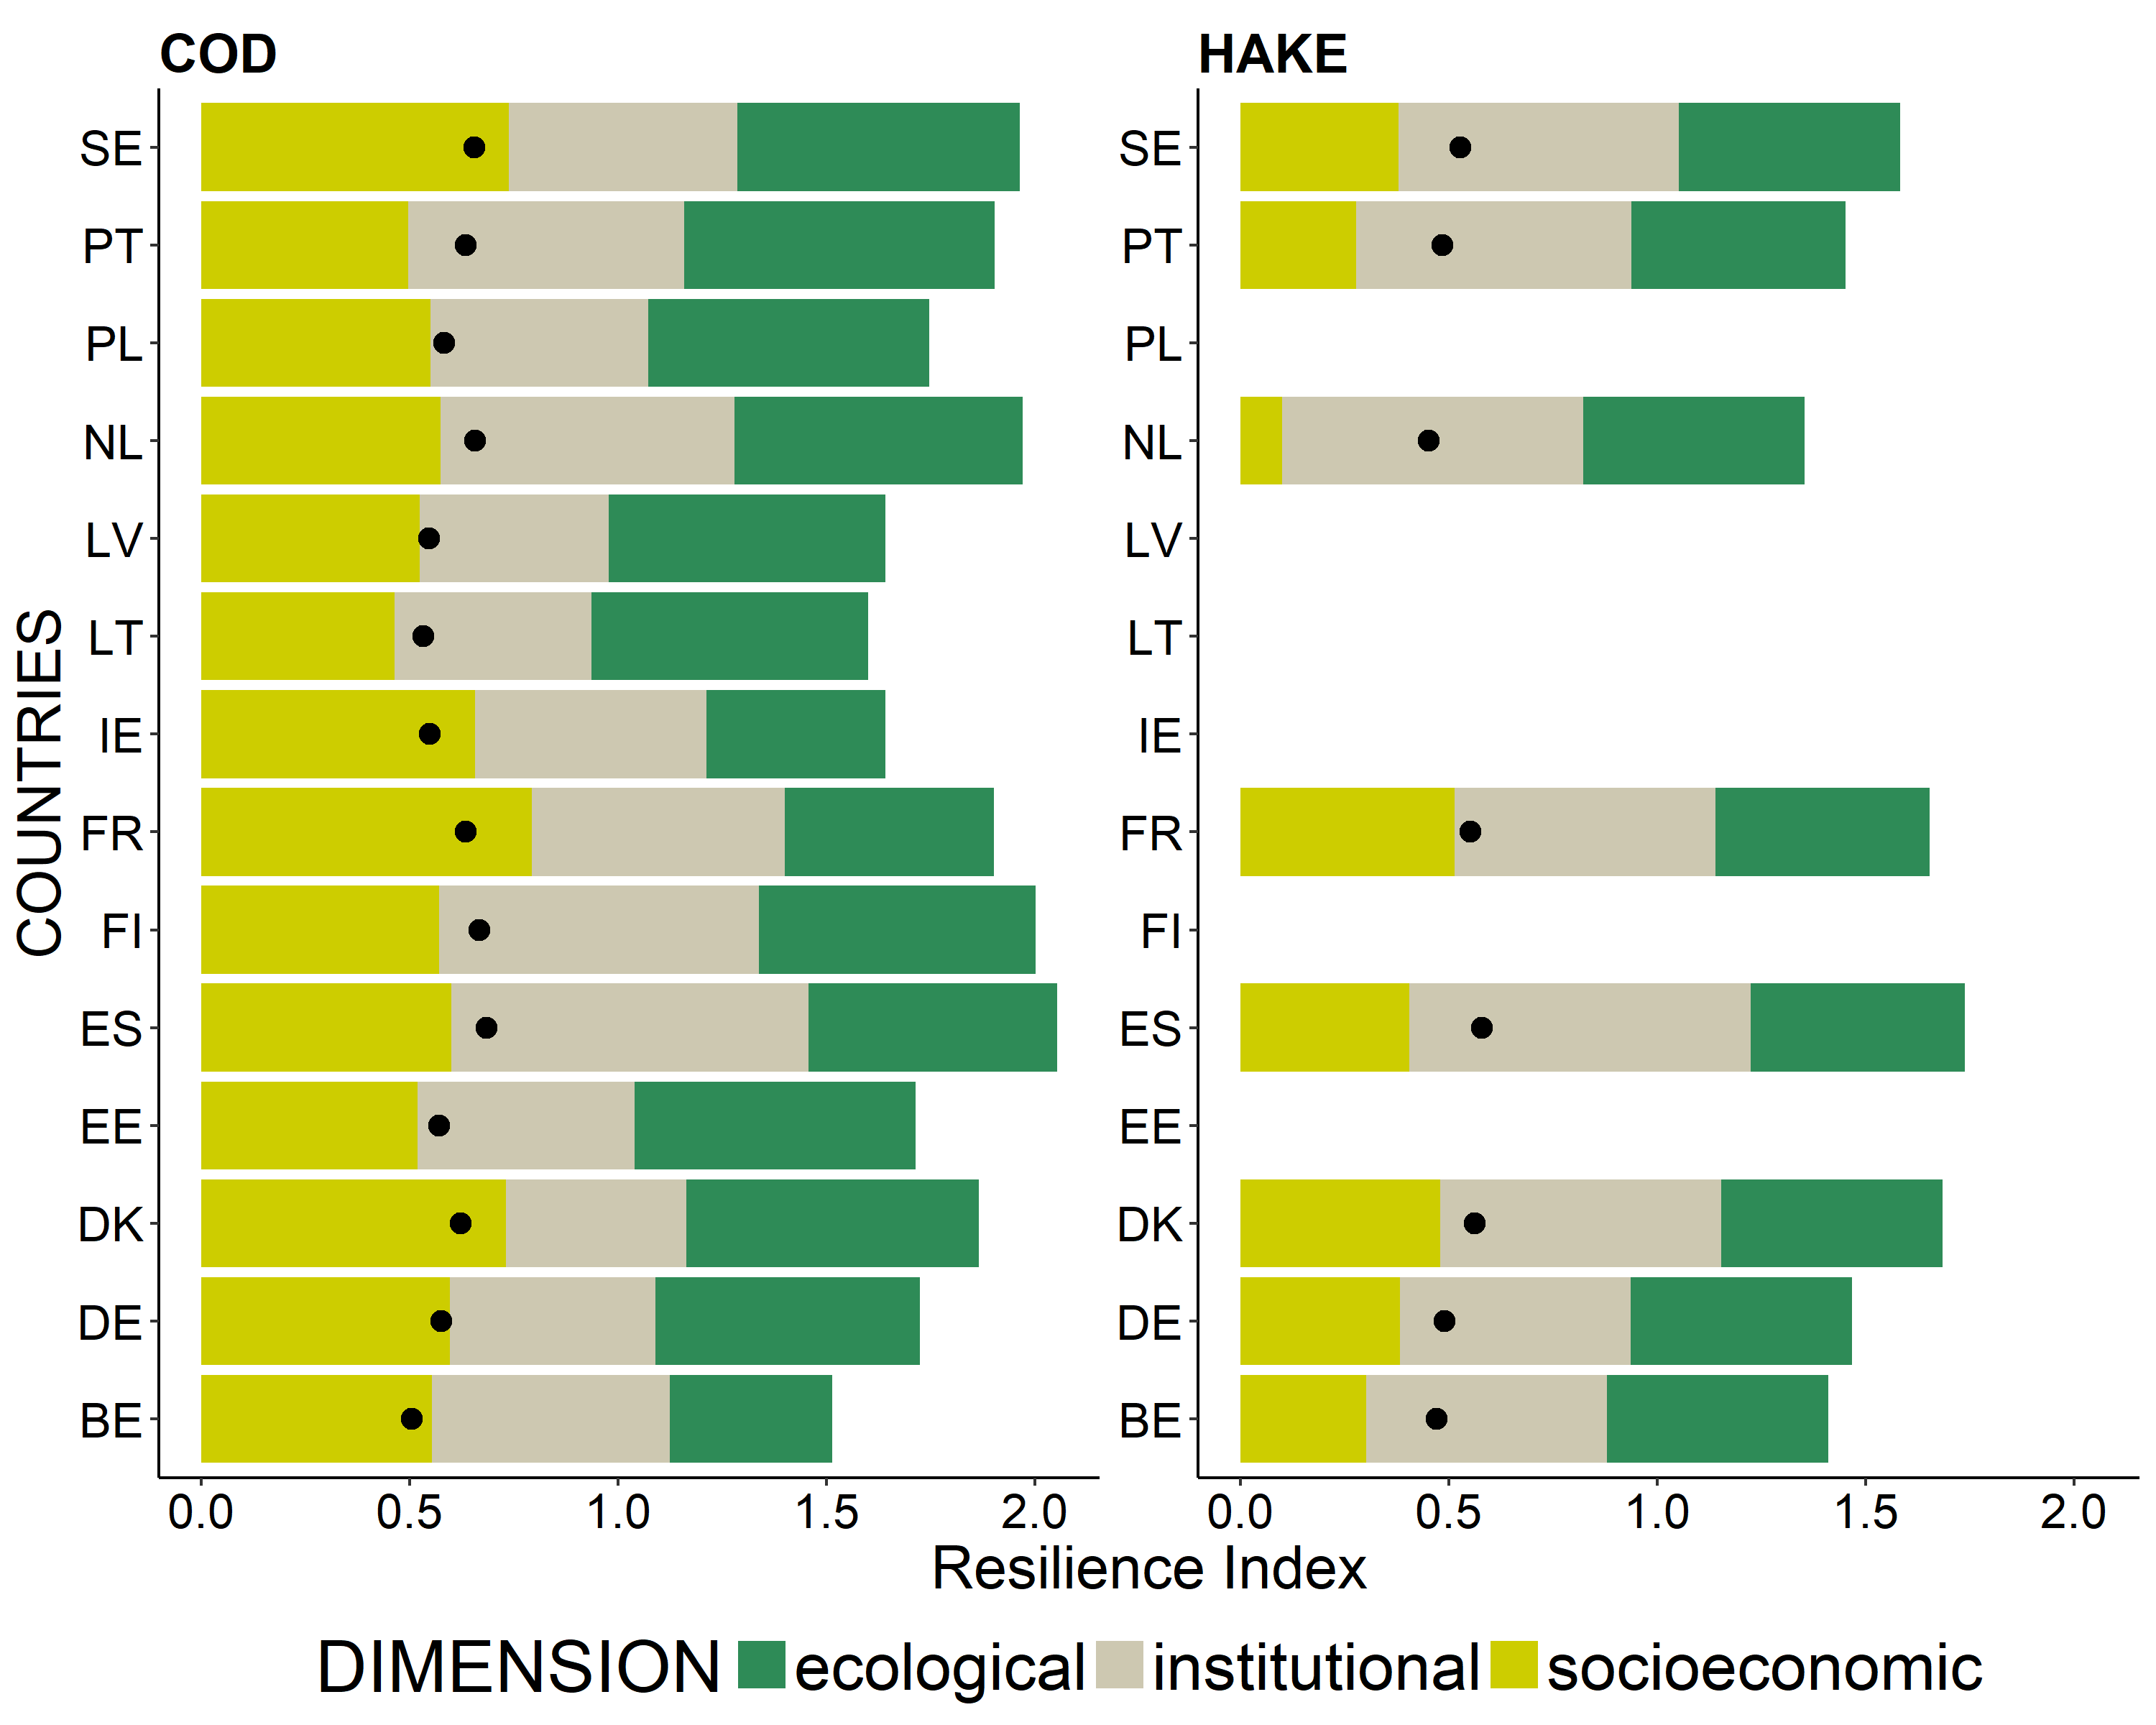 COD
HAKE
COUNTRIES
SE
PT
PL
NL
LV
LT
IE
FR
FI
ES
EE
DK
DE
BE
0.0 0.5 1.0 1.5 2.0
SE
PT
PL
NL
LV
LT
IE
FR
FI
ES
EE
DK
DE
BE
0.0 0.5 1.0 1.5 2.0
Resilience Index
DIMENSION ecological institutional socioeconomic